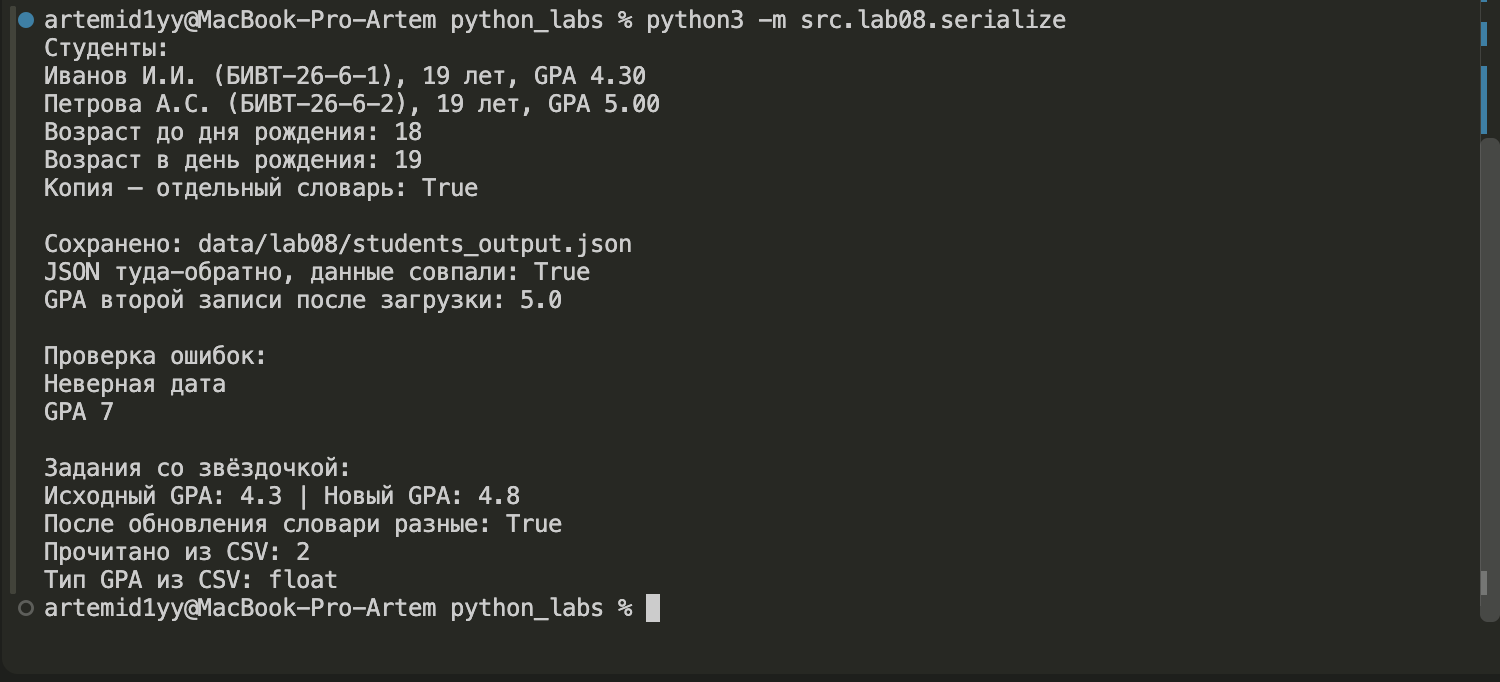 artemid1yy@MacBook-Pro-Artem python_labs % python3 -m src.lab08.serialize
Студенты:
Иванов И.И. (БИВТ-26-6-1), 19 лет, GPA 4.30
Петрова А.С. (БИВТ-26-6-2), 19 лет, GPA 5.00
Возраст до дня рождения: 18
Возраст в день рождения: 19
Копия — отдельный словарь: True
Сохранено: data/lab08/students_output.json
JSON туда-обратно, данные совпали: True
GPA второй записи после загрузки: 5.0
Проверка ошибок:
Неверная дата
GPA 7
Задания со звёздочкой:
Исходный GPA: 4.3 | Новый GPA: 4.8
После обновления словари разные: True
Прочитано из CSV: 2
Тип GPA из CSV: float
artemid1yy@MacBook-Pro-Artem python_labs %